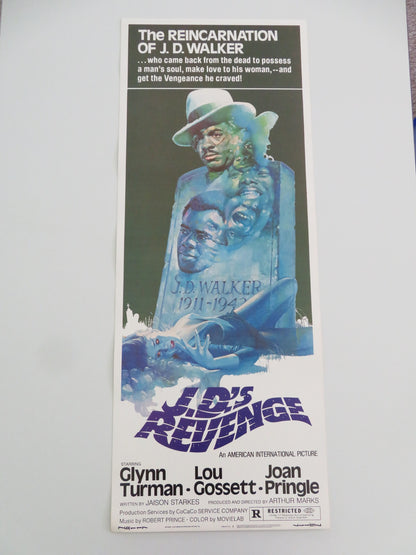 The REINCARNATION
OF J. D. WALKER
...who came back from the dead to possess
a man's soul, make love to his woman,--and
get the Vengeance he craved!
J.D. WALKER
1911-1942
J.D.'S
REVENGE
An AMERICAN INTERNATIONAL PICTURE
STARRING
Glynn Lou Joan
Turman • Gossett • Pringle
WRITTEN BY JAISON STARKES PRODUCED AND DIRECTED BY ARTHUR MARKS
Production Services by CoCaCo SERVICE COMPANY
Music by ROBERT PRINCE • COLOR by MOVIELAB
R RESTRICTED